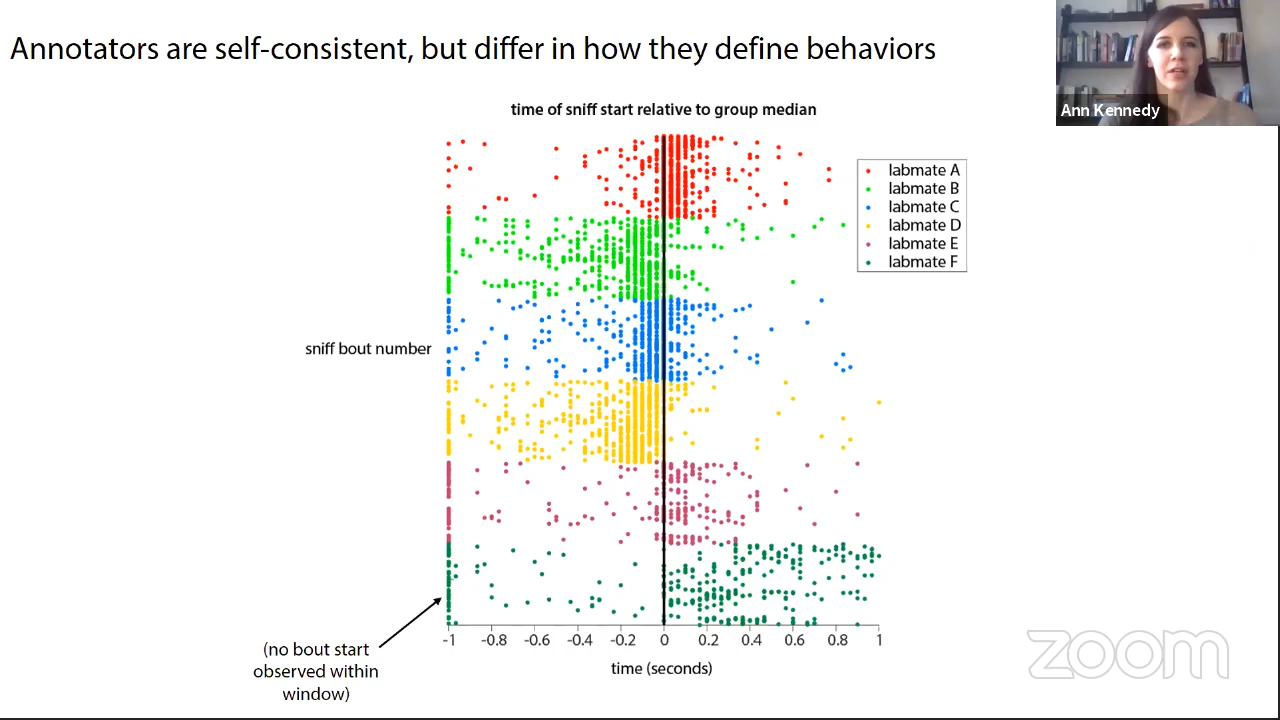 Annotators are self-consistent, but differ in how they define behaviors
Ann Kennedy
time of sniff start relative to group median
labmate A
labmate B
labmate C
labmate D
labmate E
labmate F
sniff bout number
-1 -0.8 -0.6 -0.4 -0.2 0 0.2 0.4 0.6 0.8 1
time (seconds)
(no bout start
observed within
window)
zoom